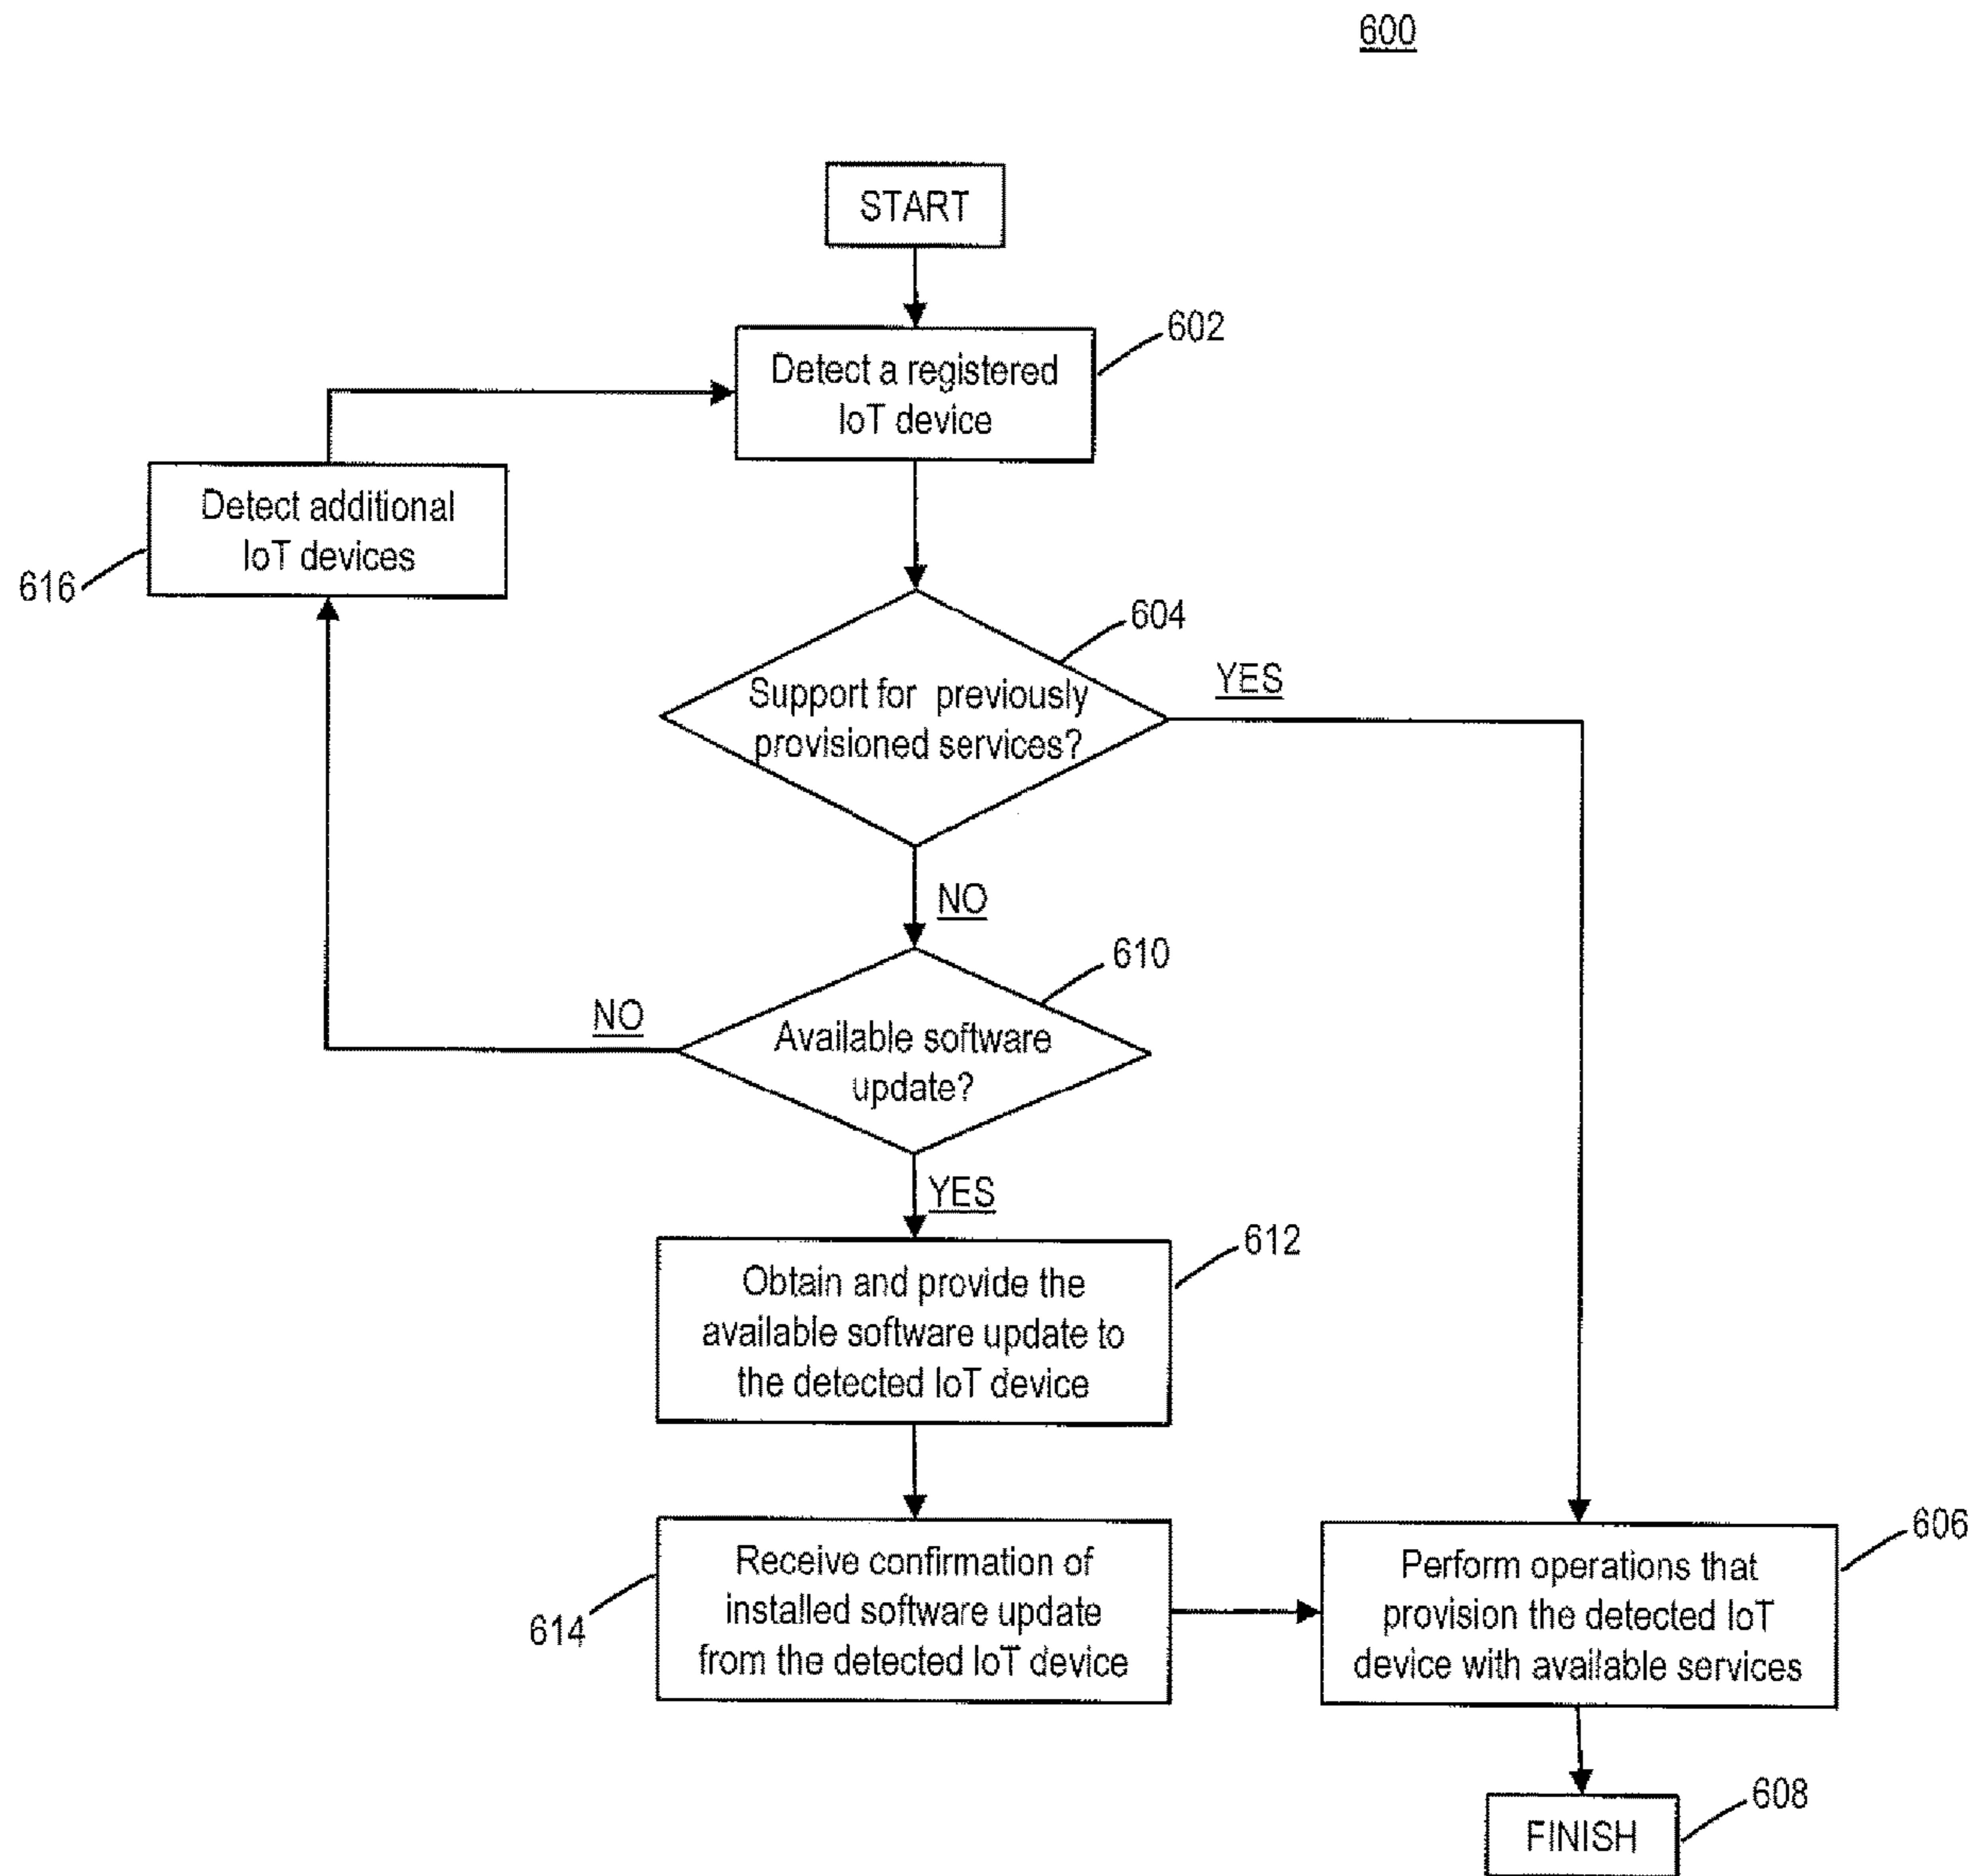 600
START
602
Detect a registered
IoT device
Detect additional
IoT devices
616
604
Support for previously
provisioned services?
YES
NO
610
NO
Available software
update?
YES
612
Obtain and provide the
available software update to
the detected IoT device
614
Receive confirmation of
installed software update
from the detected IoT device
606
Perform operations that
provision the detected IoT
device with available services
608
FINISH